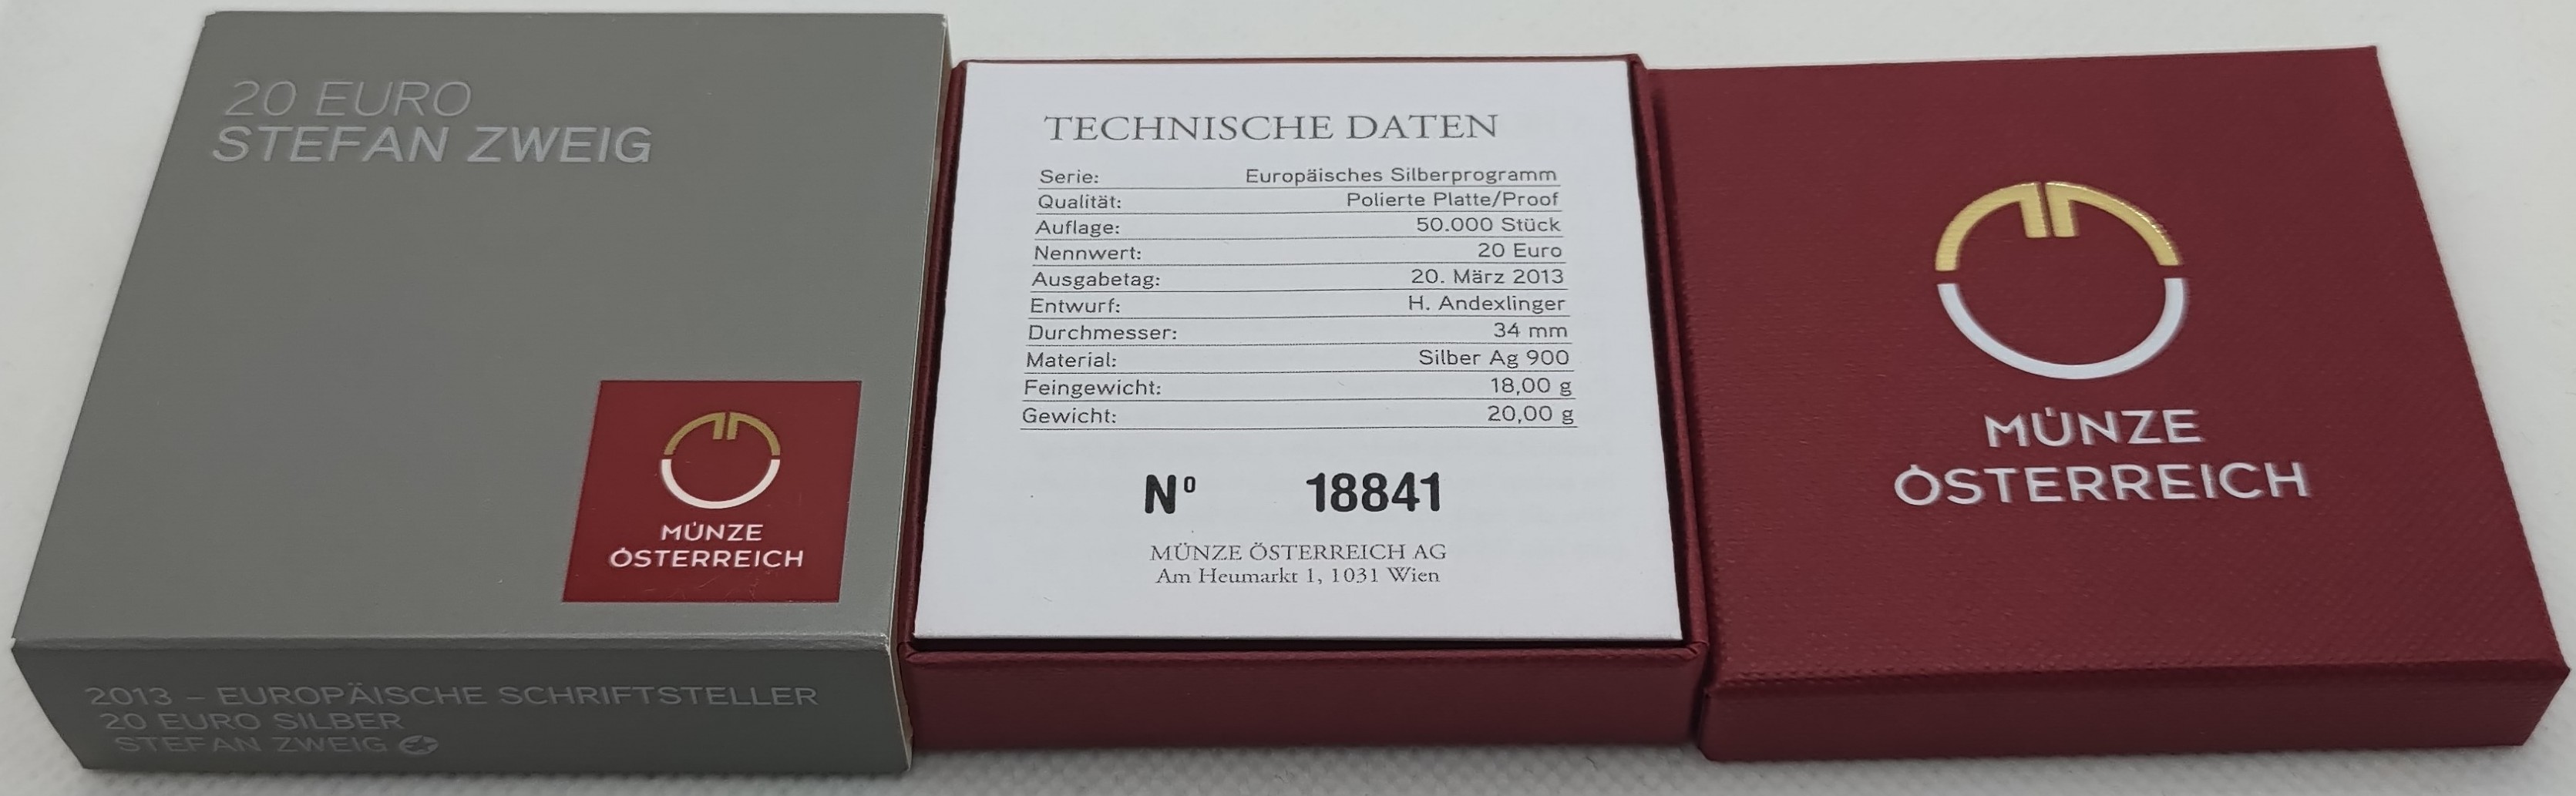 20 EURO
STEFAN ZWEIG
MÜNZE
ÖSTERREICH
2013 – EUROPÄISCHE SCHRIFTSTELLER
20 EURO SILBER
STEFAN ZWEIG
TECHNISCHE DATEN
Serie: Europäisches Silberprogramm
Qualität: Polierte Platte/Proof
Auflage: 50.000 Stück
Nennwert: 20 Euro
Ausgabetag: 20. März 2013
Entwurf: H. Andexlinger
Durchmesser: 34 mm
Material: Silber Ag 900
Feingewicht: 18,00 g
Gewicht: 20,00 g
Nº 18841
MÜNZE ÖSTERREICH AG
Am Heumarkt 1, 1031 Wien
MÜNZE
ÖSTERREICH